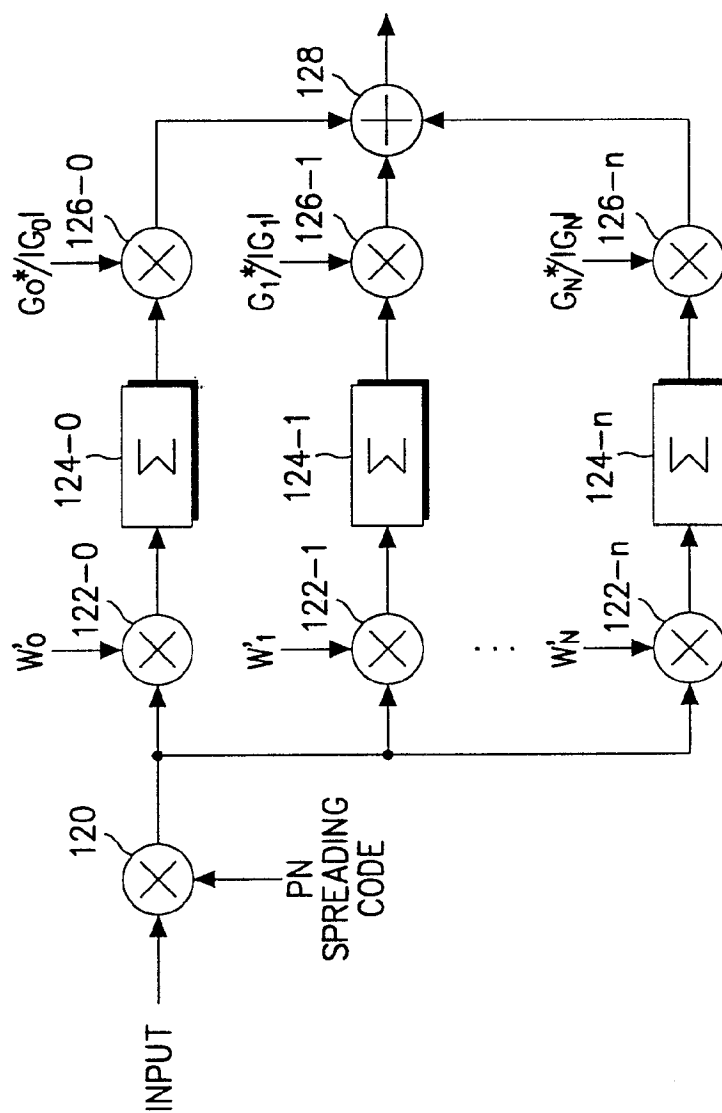 INPUT
120
PN
SPREADING
CODE
W'0
122-0
124-0
Σ
G0*/|G0|
126-0
W'1
122-1
124-1
Σ
G1*/|G1|
126-1
128
...
W'N
122-n
124-n
Σ
GN*/|GN|
126-n